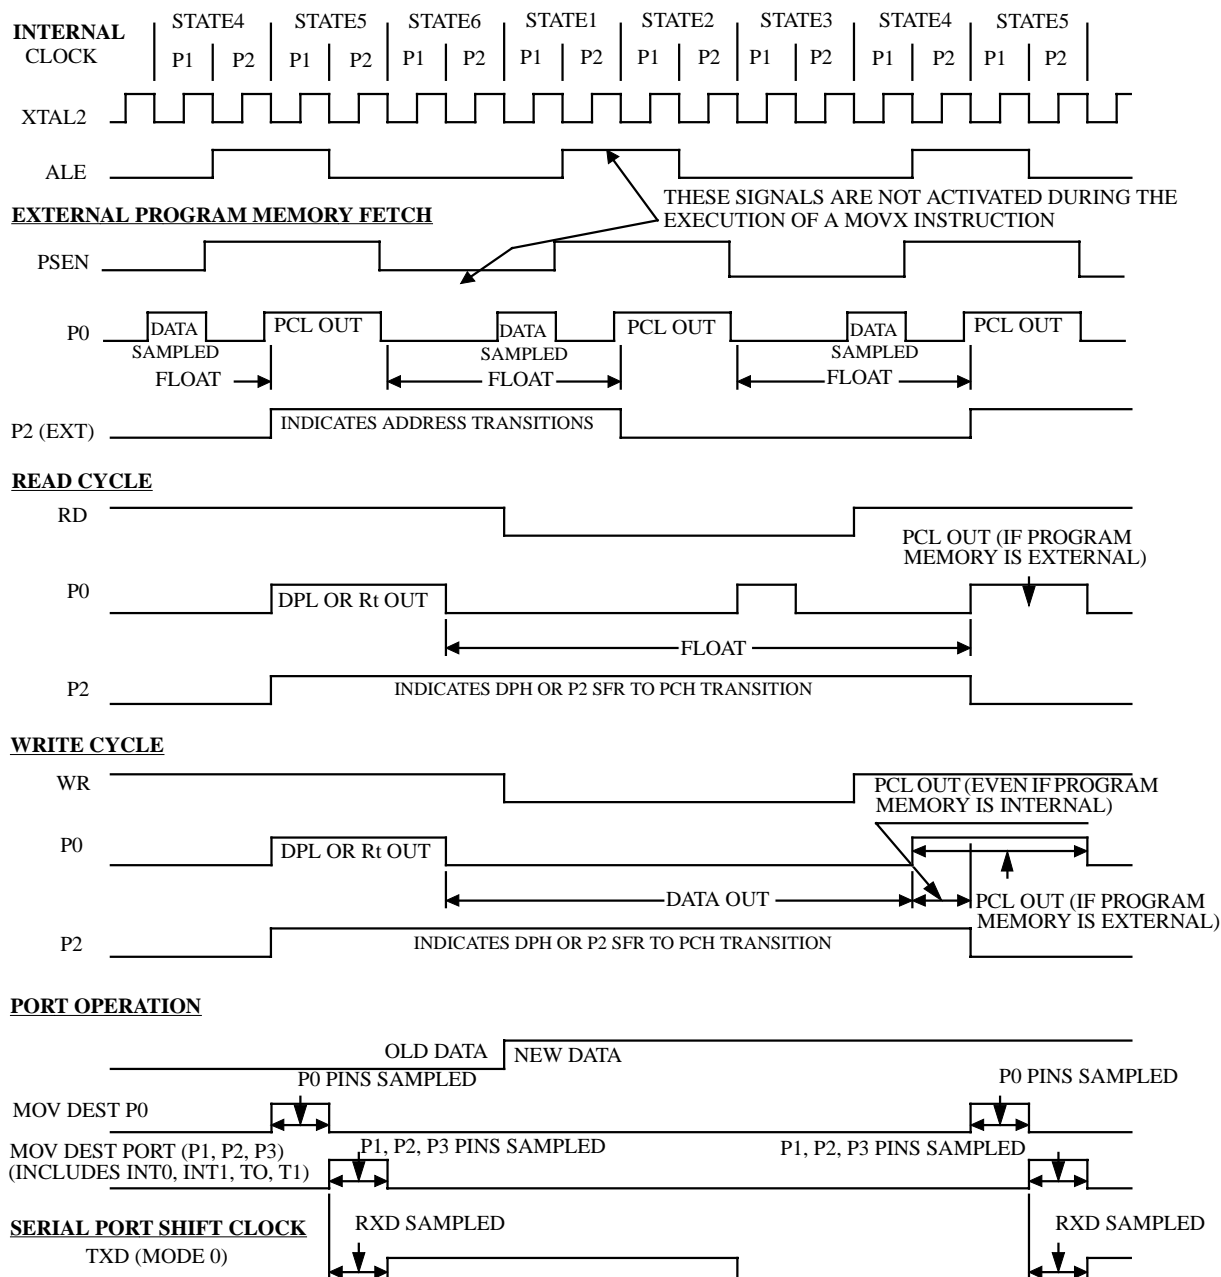 INTERNAL CLOCK
STATE4 STATE5 STATE6 STATE1 STATE2 STATE3 STATE4 STATE5
P1 P2 P1 P2 P1 P2 P1 P2 P1 P2 P1 P2 P1 P2 P1 P2
XTAL2
ALE
THESE SIGNALS ARE NOT ACTIVATED DURING THE
EXECUTION OF A MOVX INSTRUCTION
EXTERNAL PROGRAM MEMORY FETCH
PSEN
P0
DATA PCL OUT DATA PCL OUT DATA PCL OUT
SAMPLED SAMPLED SAMPLED
FLOAT FLOAT FLOAT
P2 (EXT)
INDICATES ADDRESS TRANSITIONS
READ CYCLE
RD
PCL OUT (IF PROGRAM
MEMORY IS EXTERNAL)
P0
DPL OR Rt OUT
FLOAT
P2
INDICATES DPH OR P2 SFR TO PCH TRANSITION
WRITE CYCLE
WR
PCL OUT (EVEN IF PROGRAM
MEMORY IS INTERNAL)
P0
DPL OR Rt OUT
DATA OUT
PCL OUT (IF PROGRAM
MEMORY IS EXTERNAL)
P2
INDICATES DPH OR P2 SFR TO PCH TRANSITION
PORT OPERATION
OLD DATA NEW DATA
P0 PINS SAMPLED P0 PINS SAMPLED
MOV DEST P0
MOV DEST PORT (P1, P2, P3)
(INCLUDES INT0, INT1, TO, T1)
P1, P2, P3 PINS SAMPLED P1, P2, P3 PINS SAMPLED
SERIAL PORT SHIFT CLOCK
RXD SAMPLED RXD SAMPLED
TXD (MODE 0)